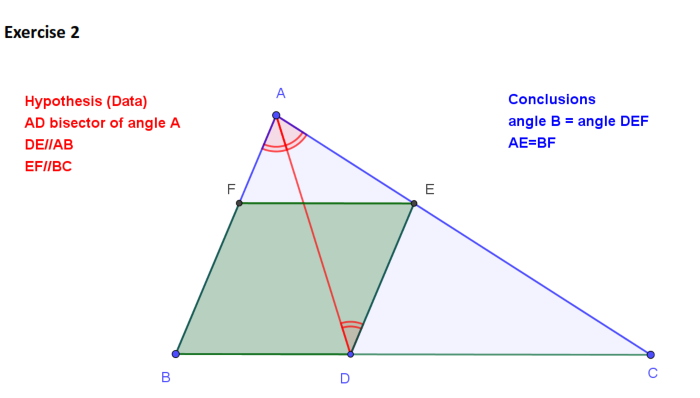 Exercise 2
Hypothesis (Data)
AD bisector of angle A
DE//AB
EF//BC
Conclusions
angle B = angle DEF
AE=BF
A
F
E
B
D
C